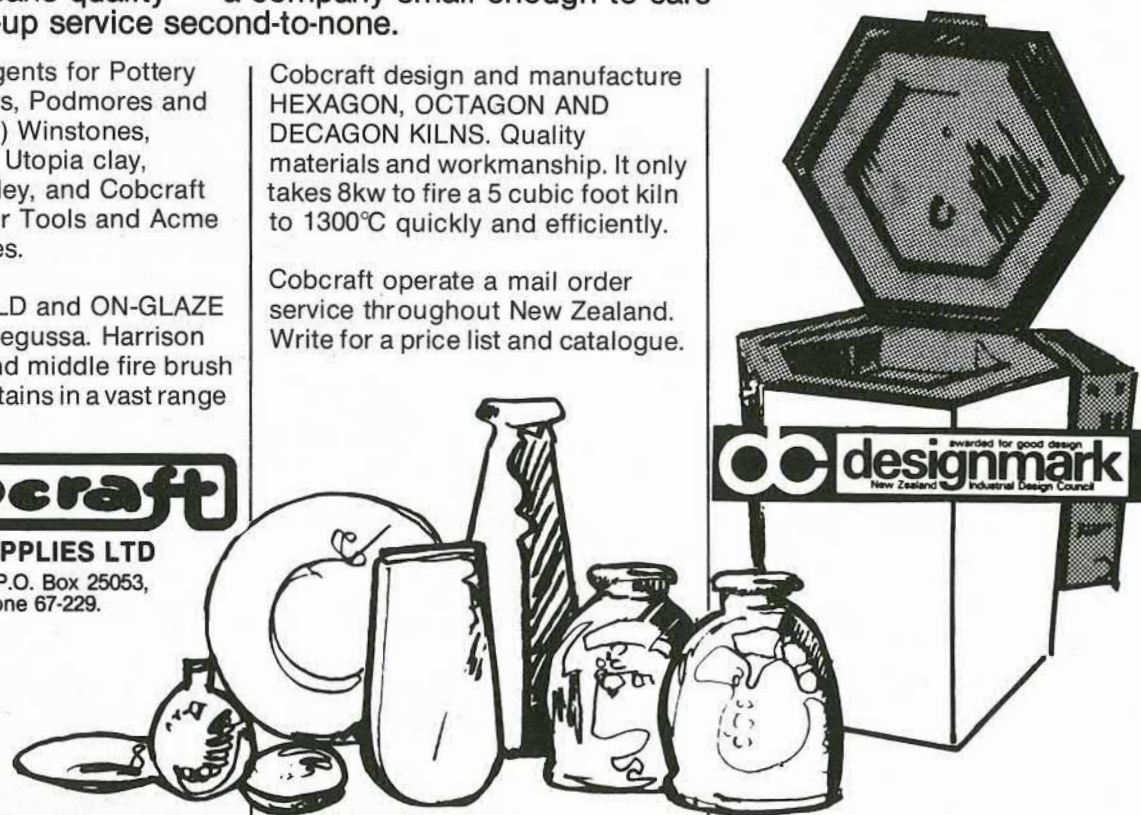 quality — a company small enough to care
-up service second-to-none.
gents for Pottery
s, Podmores and
) Winstones,
Utopia clay,
ley, and Cobcraft
r Tools and Acme
es.
LD and ON-GLAZE
egussa. Harrison
nd middle fire brush
tains in a vast range
craft
PPLIES LTD
P.O. Box 25053,
one 67-229.
Cobcraft design and manufacture
HEXAGON, OCTAGON AND
DECAGON KILNS. Quality
materials and workmanship. It only
takes 8kw to fire a 5 cubic foot kiln
to 1300°C quickly and efficiently.
Cobcraft operate a mail order
service throughout New Zealand.
Write for a price list and catalogue.
awarded for good design
designmark
New Zealand Industrial Design Council